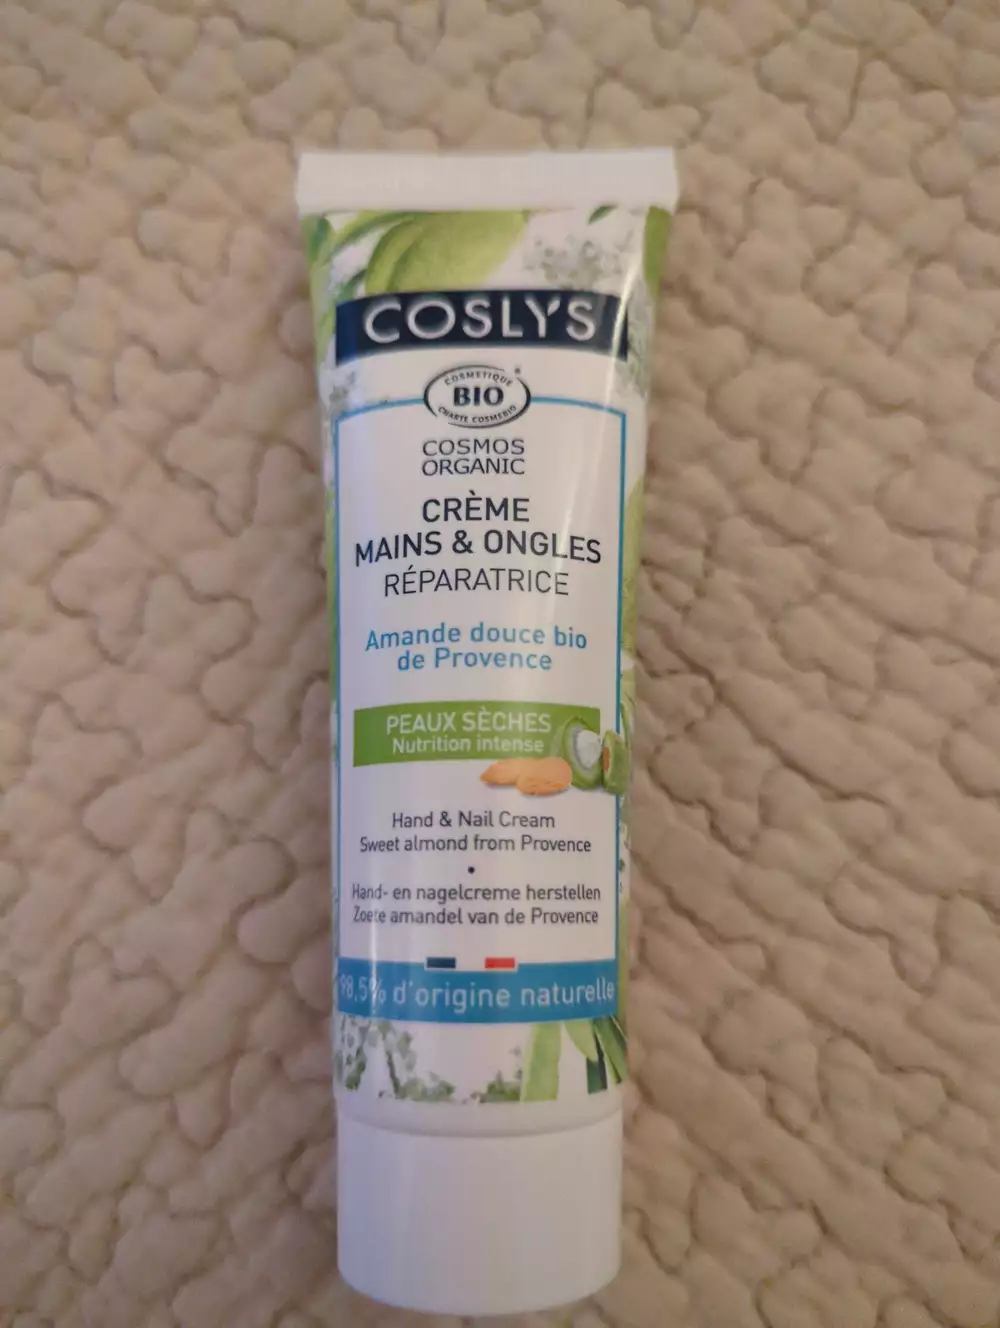 COSLY'S
COSMETIQUE
BIO
CHARTE COSMEBIO
COSMOS
ORGANIC
CRÈME
MAINS & ONGLES
RÉPARATRICE
Amande douce bio
de Provence
PEAUX SÈCHES
Nutrition intense
Hand & Nail Cream
Sweet almond from Provence
•
Hand- en nagelcreme herstellen
Zoete amandel van de Provence
98,5% d'origine naturelle